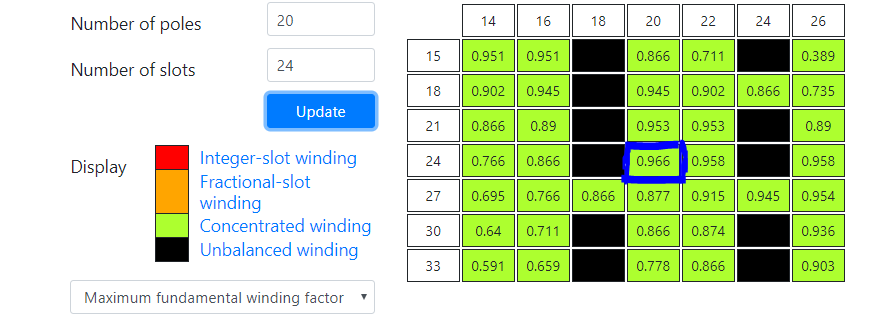 Number of poles 20
Number of slots 24
Update
Display
Integer-slot winding
Fractional-slot
winding
Concentrated winding
Unbalanced winding
Maximum fundamental winding factor
14 16 18 20 22 24 26
15 0.951 0.951 0.866 0.711 0.389
18 0.902 0.945 0.945 0.902 0.866 0.735
21 0.866 0.89 0.953 0.953 0.89
24 0.766 0.866 0.966 0.958 0.958
27 0.695 0.766 0.866 0.877 0.915 0.945 0.954
30 0.64 0.711 0.866 0.874 0.936
33 0.591 0.659 0.778 0.866 0.903